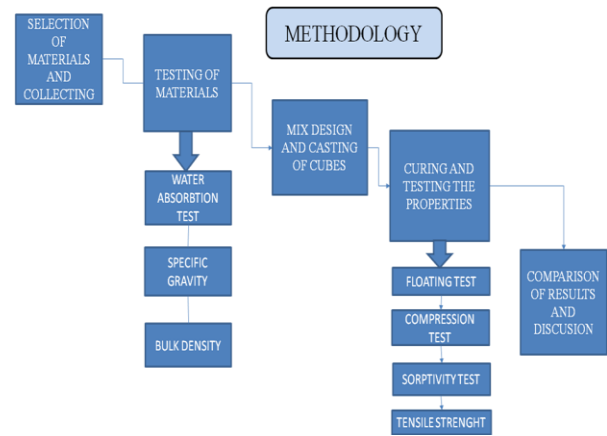 METHODOLOGY
SELECTION
OF
MATERIALS
AND
COLLECTING
TESTING OF
MATERIALS
WATER
ABSORBTION
TEST
SPECIFIC
GRAVITY
BULK DENSITY
MIX DESIGN
AND CASTING
OF CUBES
CURING AND
TESTING THE
PROPERTIES
FLOATING TEST
COMPRESSION
TEST
SORPTIVITY TEST
TENSILE STRENGHT
COMPARISON
OF RESULTS
AND
DISCUSION